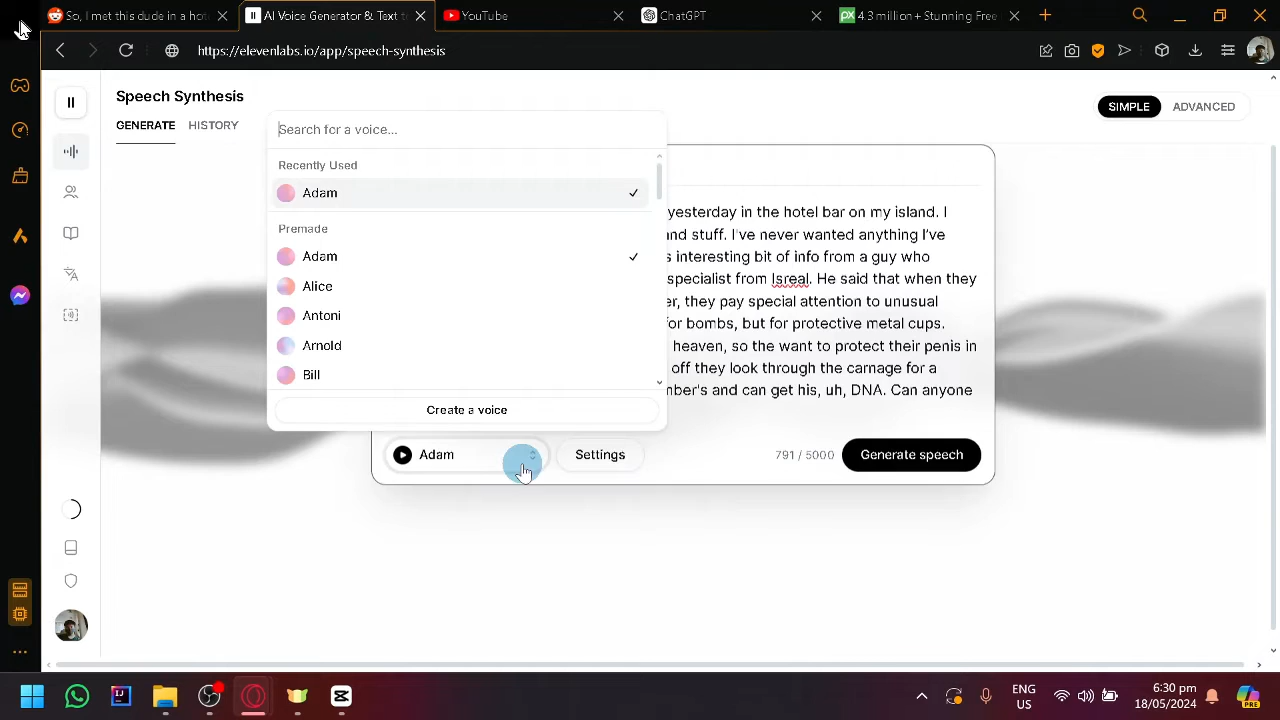 So, I met this dude in a hot
AI Voice Generator & Text t
YouTube
ChatGPT
4.3 million+ Stunning Free
https://elevenlabs.io/app/speech-synthesis
Speech Synthesis
SIMPLE
ADVANCED
GENERATE
HISTORY
Search for a voice...
Recently Used
Adam
Premade
Adam
Alice
Antoni
Arnold
Bill
Create a voice
yesterday in the hotel bar on my island. I
nd stuff. I've never wanted anything I've
s interesting bit of info from a guy who
specialist from Isreal. He said that when they
er, they pay special attention to unusual
for bombs, but for protective metal cups.
heaven, so the want to protect their penis in
off they look through the carnage for a
mber's and can get his, uh, DNA. Can anyone
Adam
Settings
791 / 5000
Generate speech
ENG
US
6:30 pm
18/05/2024
PRE